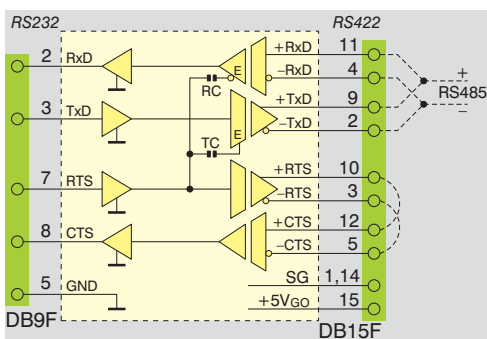 RS232 RS422
2 RxD +RxD 11
E −RxD 4 +
RC RS485
3 TxD +TxD 9 −
E −TxD 2
TC
7 RTS +RTS 10
−RTS 3
8 CTS +CTS 12
−CTS 5
5 GND SG 1,14
+5VGO 15
DB9F DB15F